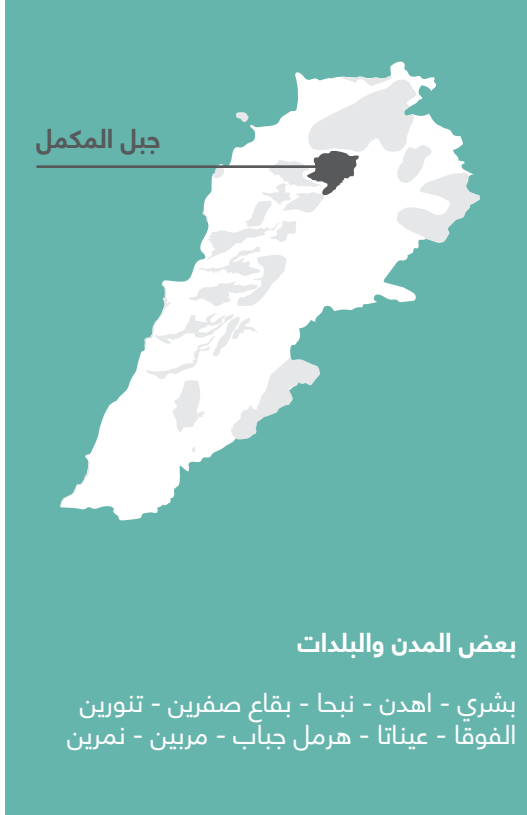 جبل المكمل
بعض المدن والبلدات
بشري - اهدن - نبحا - بقاع صفرين - تنورين
الفوقا - عيناتا - هرمل جباب - مربين - نمرين